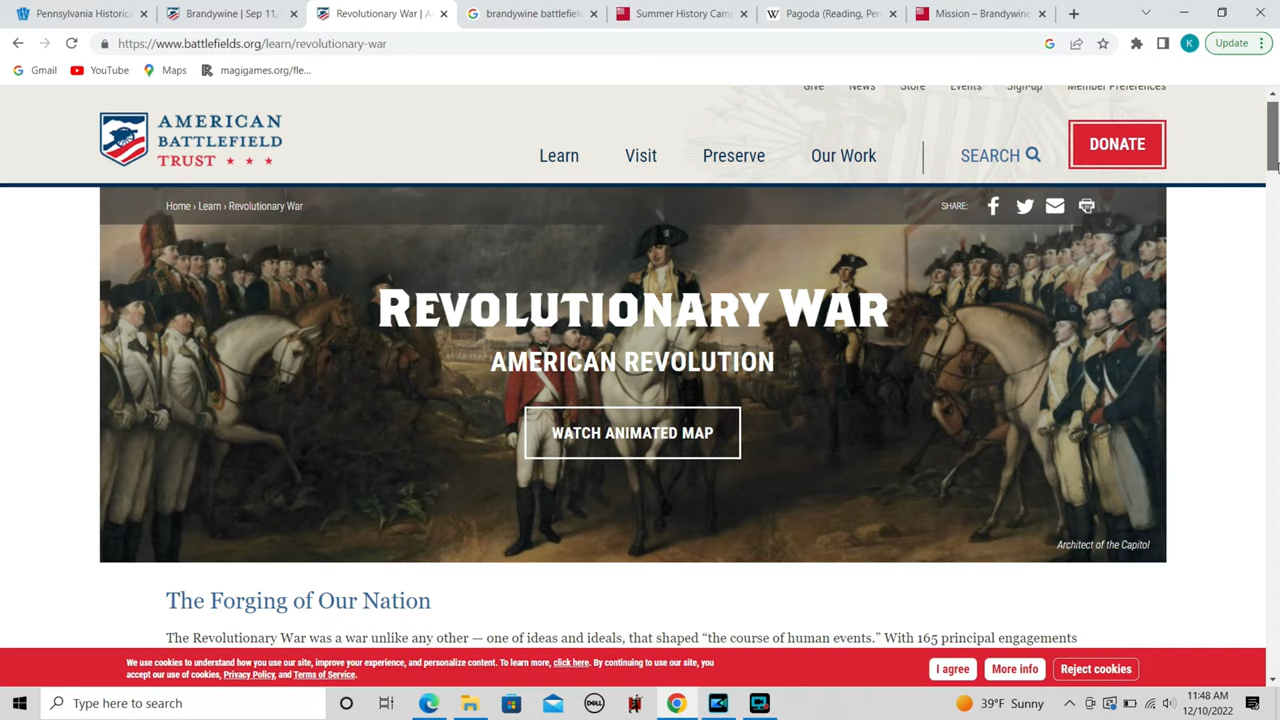 Pennsylvania Historica
Brandywine | Sep 11,
Revolutionary War | A
brandywine battlefield
Summer History Camp
Pagoda (Reading, Pen
Mission – Brandywine
https://www.battlefields.org/learn/revolutionary-war
K
Update
Gmail
YouTube
Maps
magigames.org/fle...
Give News Store Events Sign-up Member Preferences
AMERICAN
BATTLEFIELD
TRUST
Learn
Visit
Preserve
Our Work
SEARCH
DONATE
Home › Learn › Revolutionary War
SHARE:
REVOLUTIONARY WAR
AMERICAN REVOLUTION
WATCH ANIMATED MAP
Architect of the Capitol
The Forging of Our Nation
The Revolutionary War was a war unlike any other — one of ideas and ideals, that shaped “the course of human events.” With 165 principal engagements
We use cookies to understand how you use our site, improve your experience, and personalize content. To learn more, click here. By continuing to use our site, you
accept our use of cookies, Privacy Policy, and Terms of Service.
I agree
More info
Reject cookies
Type here to search
DELL
39°F Sunny
11:48 AM
12/10/2022